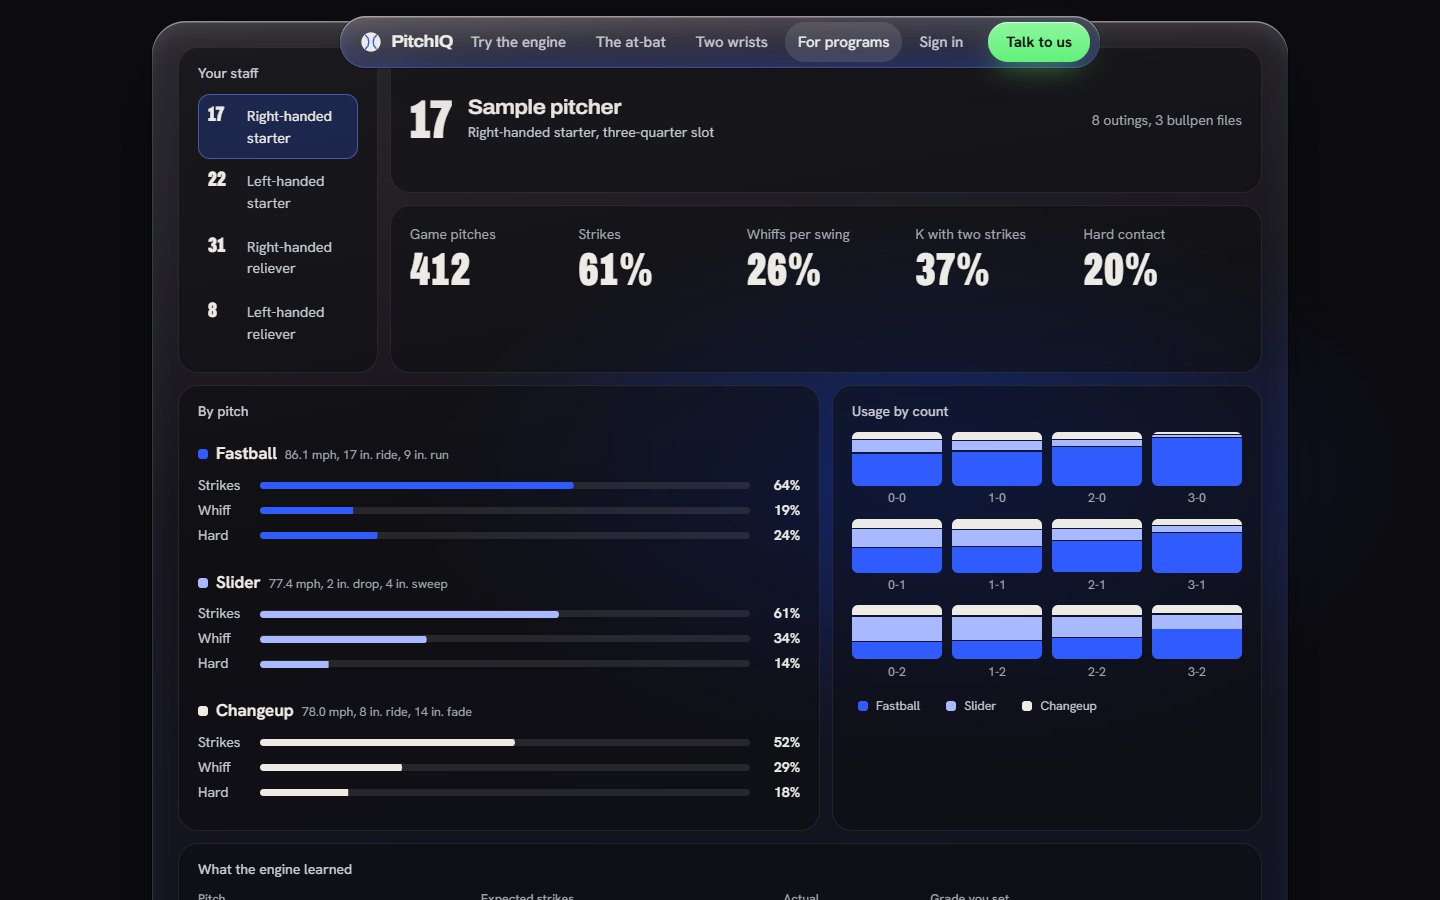 PitchIQ
Try the engine
The at-bat
Two wrists
For programs
Sign in
Talk to us
Your staff
17 Right-handed
starter
22 Left-handed
starter
31 Right-handed
reliever
8 Left-handed
reliever
17 Sample pitcher
Right-handed starter, three-quarter slot
8 outings, 3 bullpen files
Game pitches
412
Strikes
61%
Whiffs per swing
26%
K with two strikes
37%
Hard contact
20%
By pitch
Fastball 86.1 mph, 17 in. ride, 9 in. run
Strikes 64%
Whiff 19%
Hard 24%
Slider 77.4 mph, 2 in. drop, 4 in. sweep
Strikes 61%
Whiff 34%
Hard 14%
Changeup 78.0 mph, 8 in. ride, 14 in. fade
Strikes 52%
Whiff 29%
Hard 18%
Usage by count
0-0 1-0 2-0 3-0
0-1 1-1 2-1 3-1
0-2 1-2 2-2 3-2
Fastball Slider Changeup
What the engine learned
Pitch Expected strikes Actual Grade you set